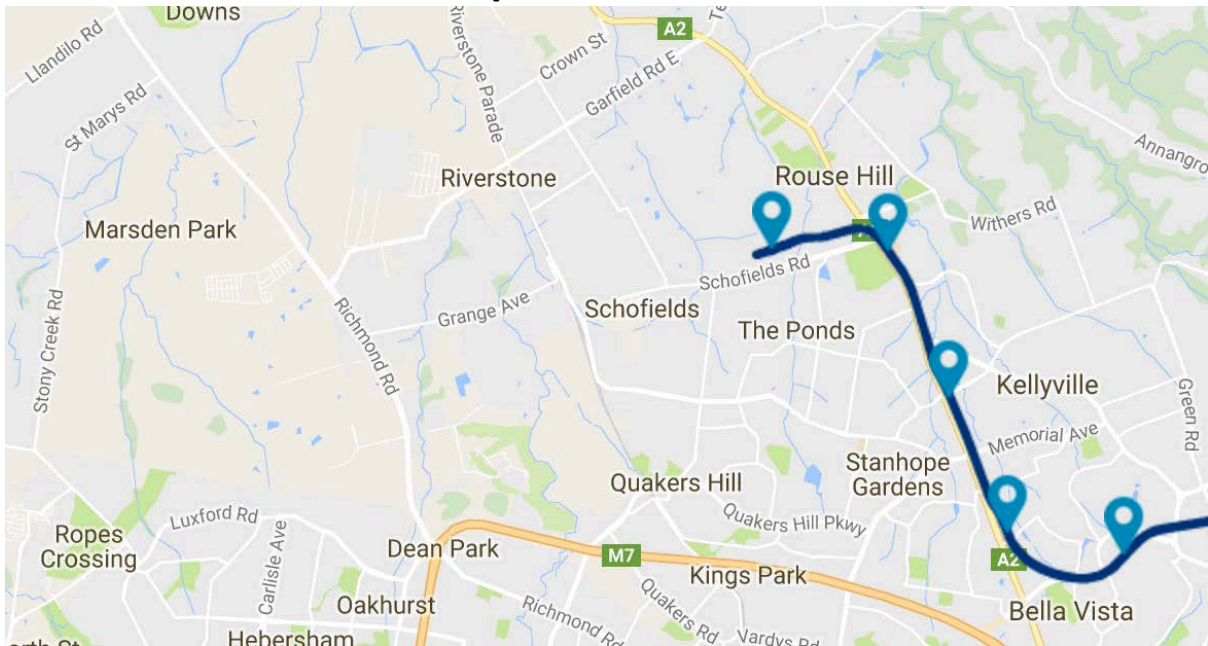 Downs
A2
Llandilo Rd
Riverstone Parade
Crown St
Garfield Rd E
St Marys Rd
Annangro
Riverstone
Rouse Hill
Withers Rd
Marsden Park
Schofields Rd
Stony Creek Rd
Richmond Rd
Grange Ave
Schofields
The Ponds
Kellyville
Green Rd
Memorial Ave
Stanhope
Gardens
Quakers Hill
Quakers Hill Pkwy
Luxford Rd
Ropes
Crossing
Carlisle Ave
Dean Park
M7
Kings Park
A2
Oakhurst
Richmond Rd
Quakers Rd
Vardys Rd
Bella Vista
Hebersham